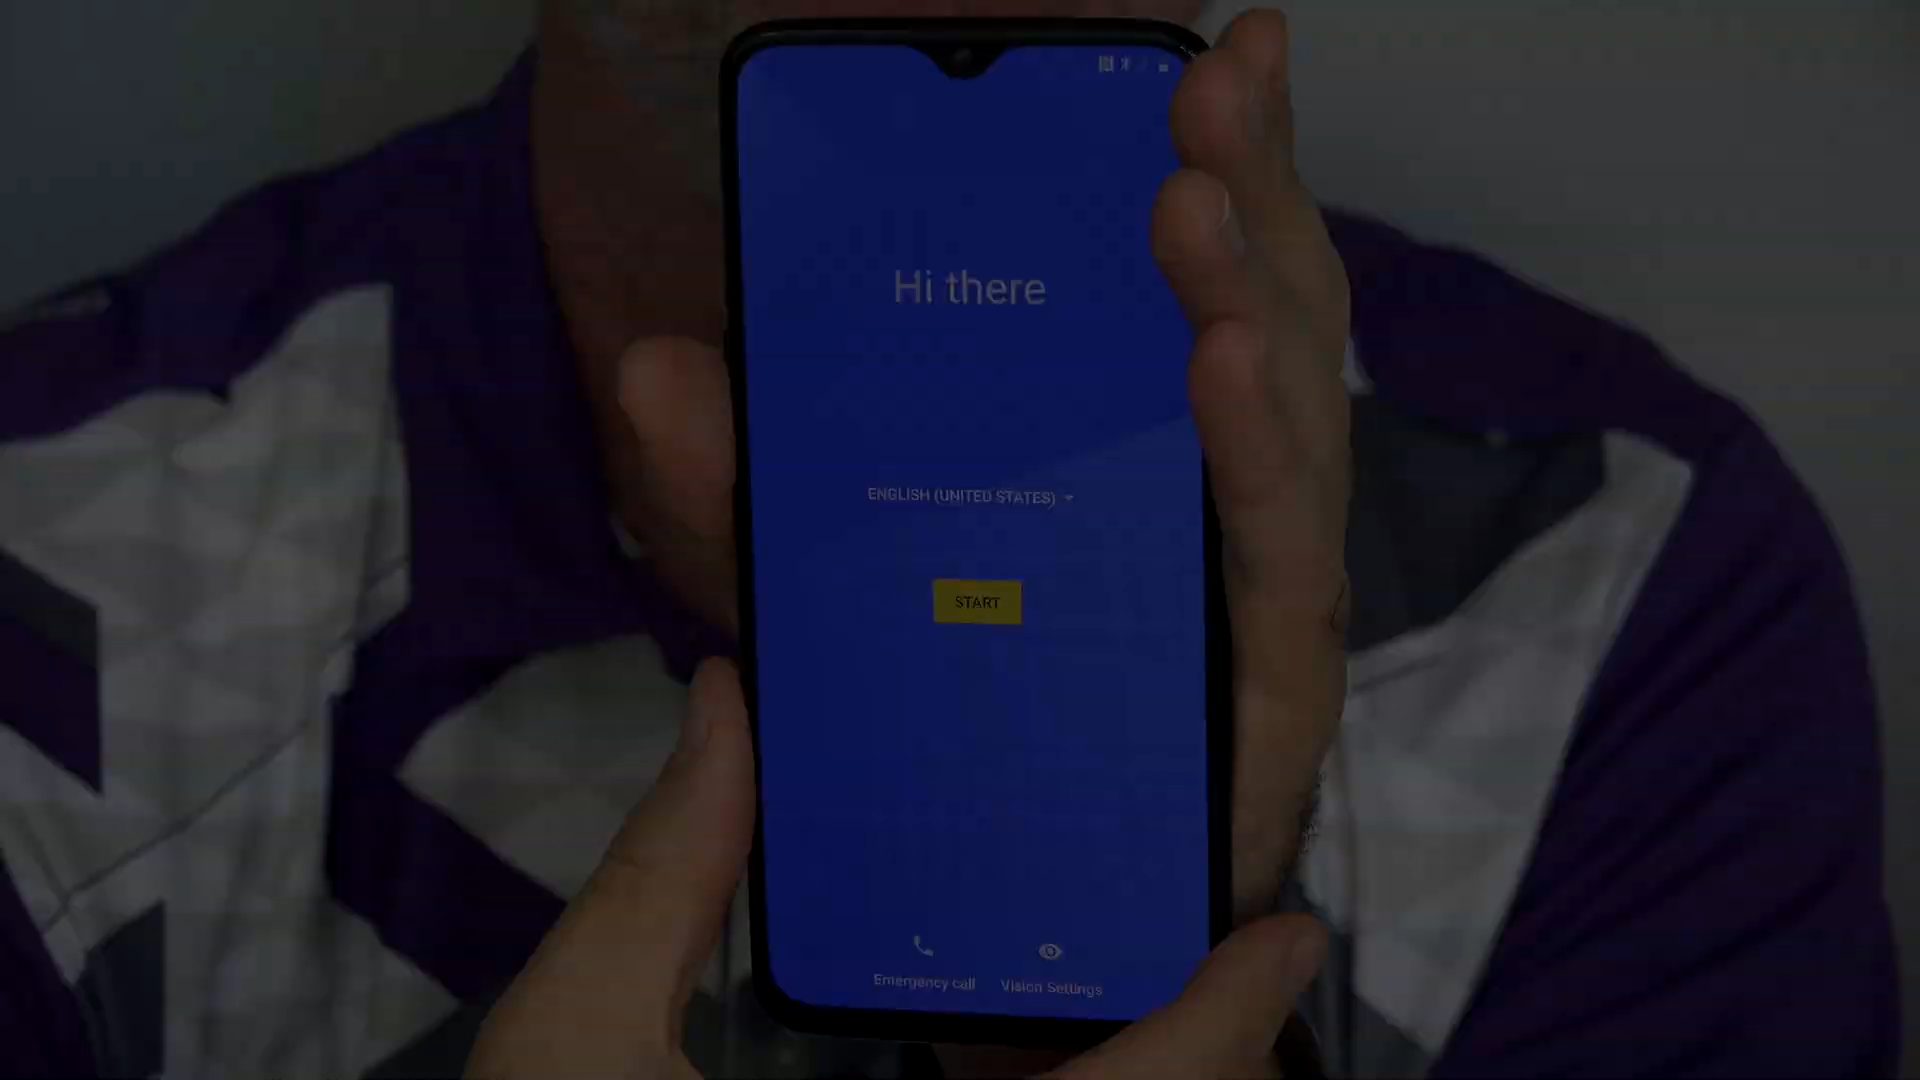 Hi there
ENGLISH (UNITED STATES)
START
Emergency call
Vision Settings